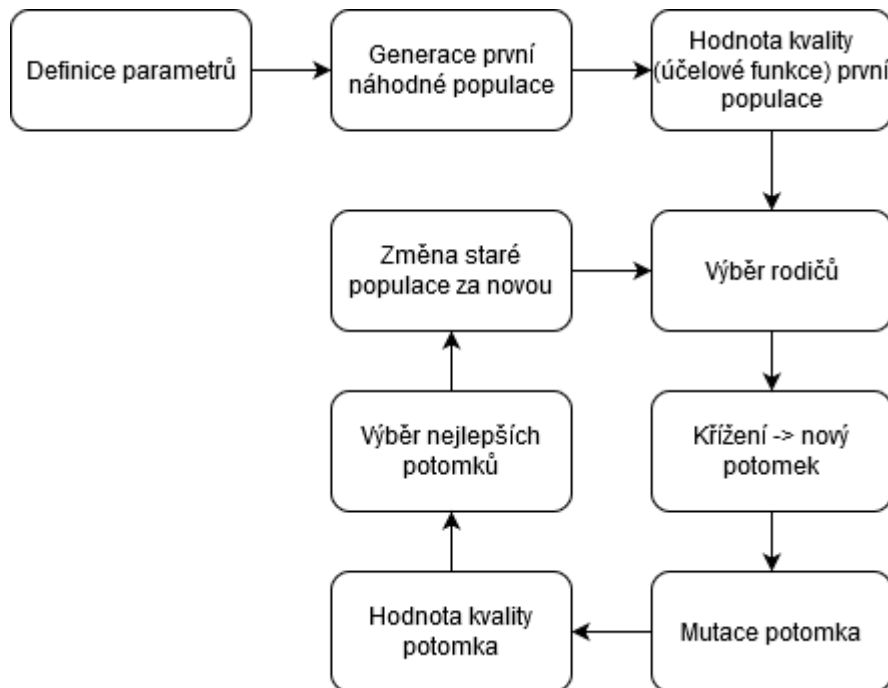 Definice parametrů
Generace první
náhodné populace
Hodnota kvality
(účelové funkce) první
populace
Změna staré
populace za novou
Výběr rodičů
Výběr nejlepších
potomků
Křížení -> nový
potomek
Hodnota kvality
potomka
Mutace potomka